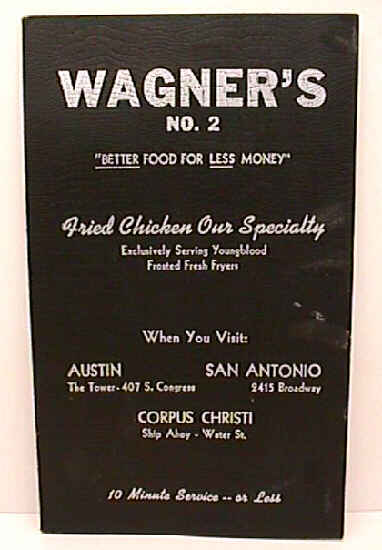 WAGNER'S
NO. 2
"BETTER FOOD FOR LESS MONEY"
Fried Chicken Our Specialty
Exclusively Serving Youngblood
Frosted Fresh Fryers
When You Visit:
AUSTIN SAN ANTONIO
The Tower- 407 S. Congress 2415 Broadway
CORPUS CHRISTI
Ship Ahoy - Water St.
10 Minute Service -- or Less